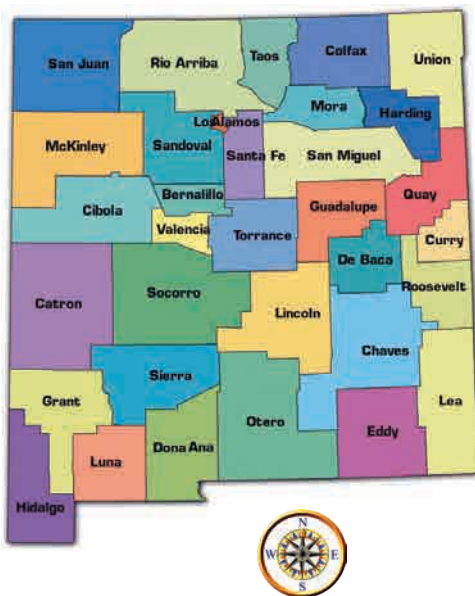 San Juan
Rio Arriba
Taos
Colfax
Union
McKinley
Sandoval
Los Alamos
Santa Fe
Mora
Harding
San Miguel
Quay
Cibola
Bernalillo
Valencia
Torrance
Guadalupe
Curry
De Baca
Roosevelt
Catron
Socorro
Lincoln
Chaves
Sierra
Grant
Luna
Dona Ana
Otero
Eddy
Lea
Hidalgo
N
W E
S